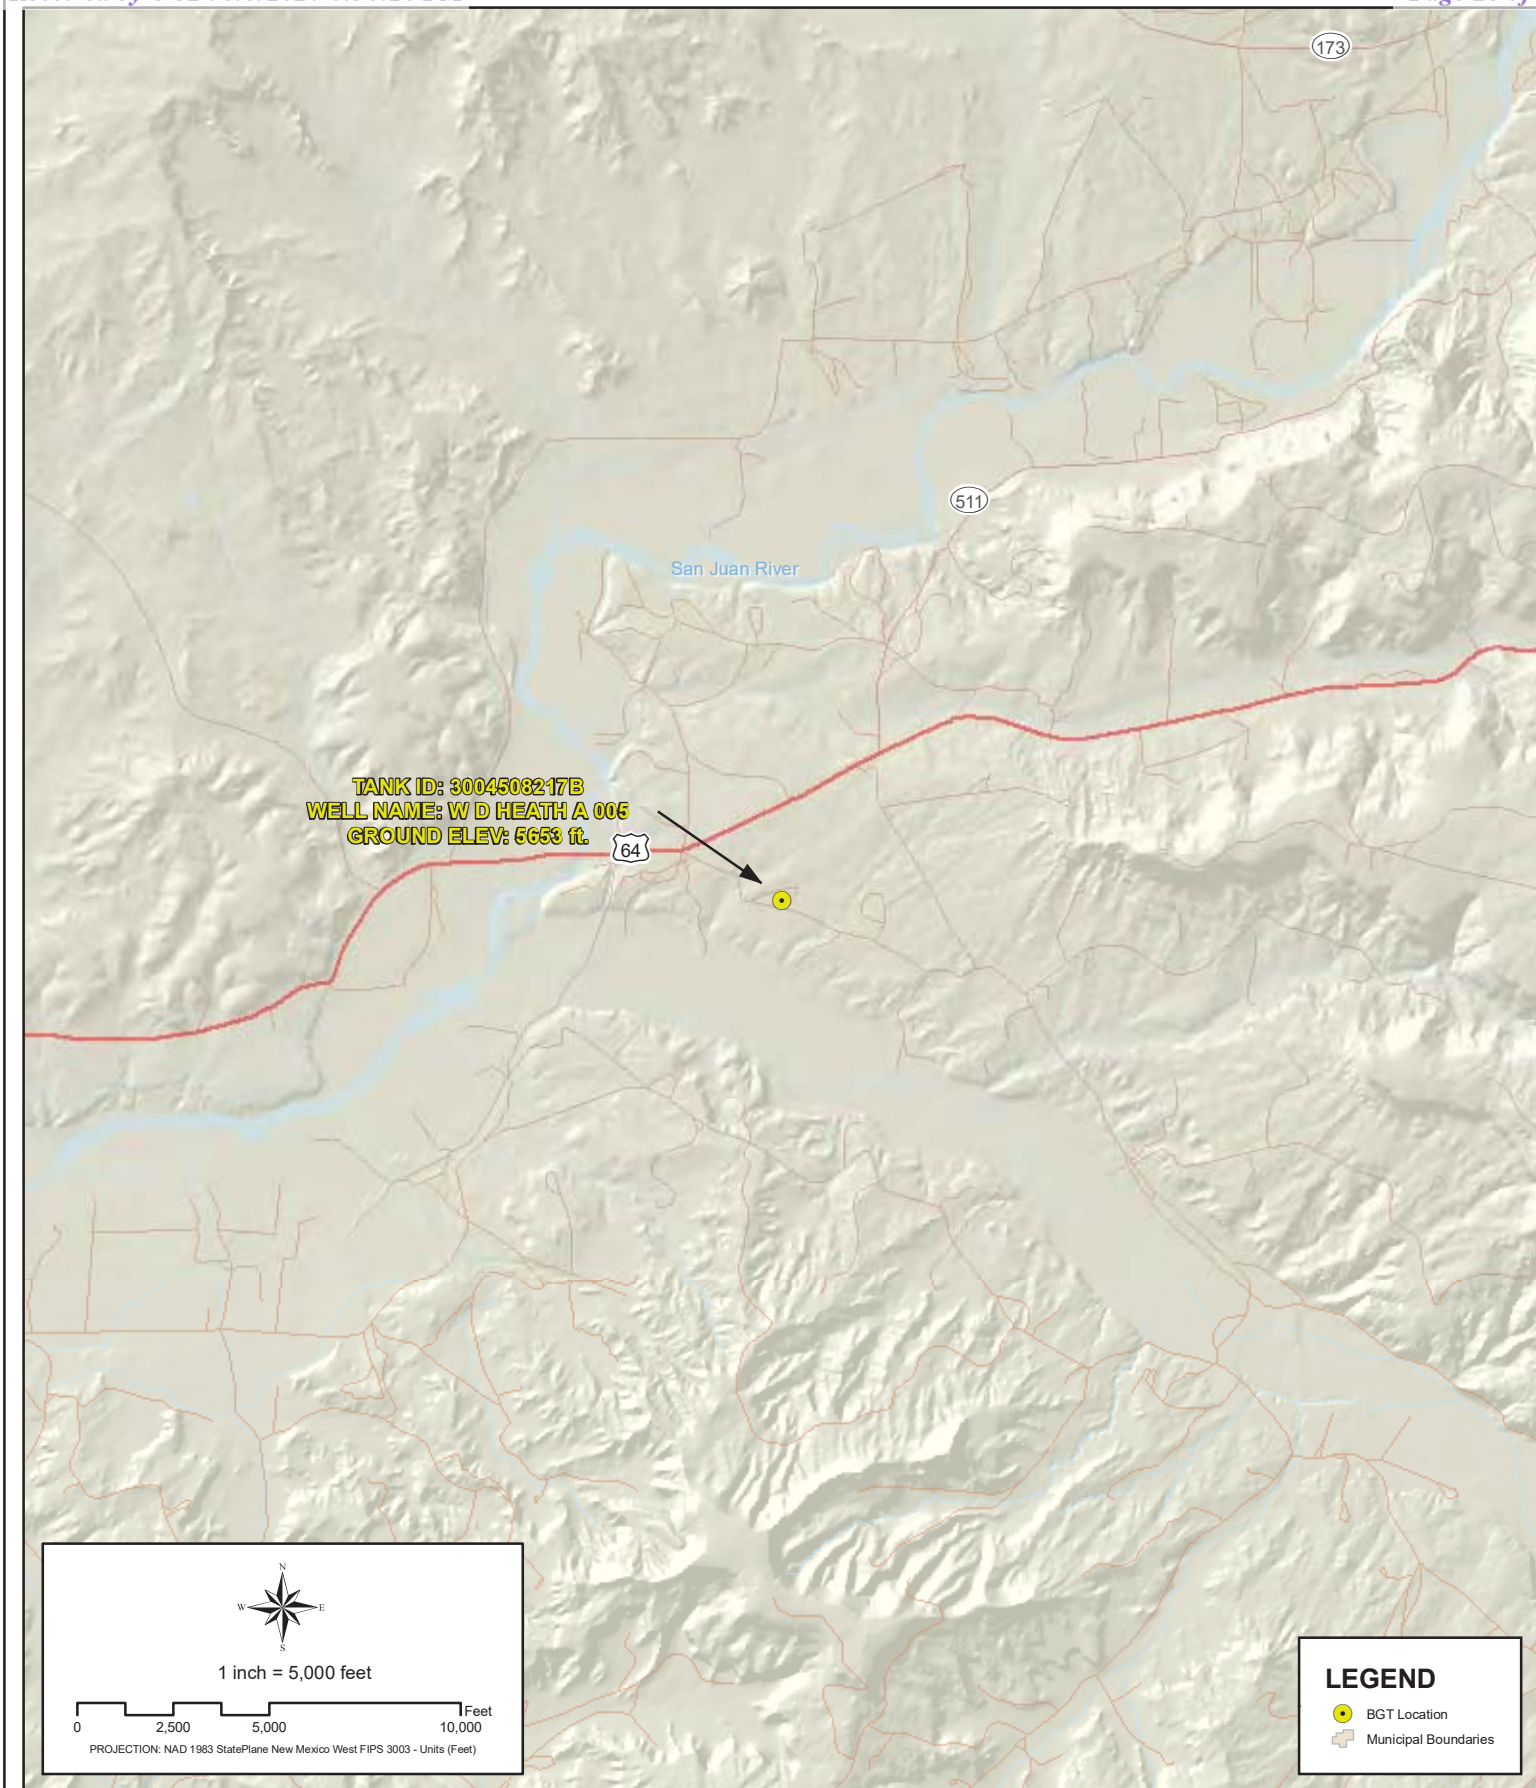 173
511
San Juan River
TANK ID: 3004508217B
WELL NAME: W D HEATH A 005
GROUND ELEV: 5653 ft.
64
N
W E
S
1 inch = 5,000 feet
Feet
0 2,500 5,000 10,000
PROJECTION: NAD 1983 StatePlane New Mexico West FIPS 3003 - Units (Feet)
LEGEND
BGT Location
Municipal Boundaries